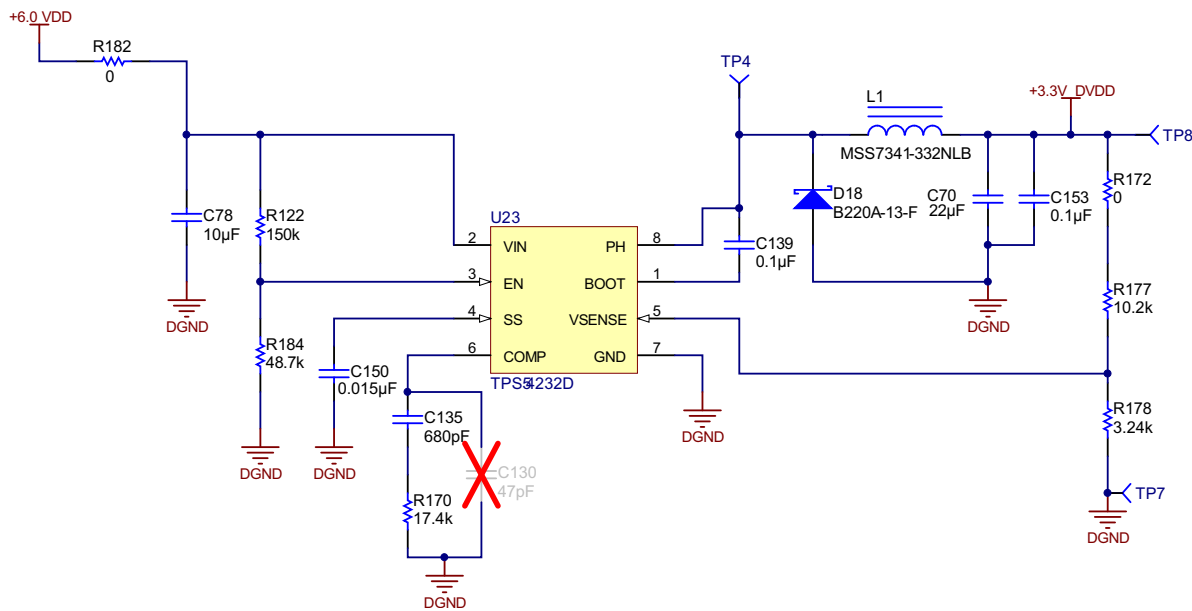 +6.0 VDD
R182
0
C78
10µF
R122
150k
DGND
R184
48.7k
DGND
C150
0.015µF
DGND
U23
2
VIN
3
EN
4
SS
6
COMP
PH
8
BOOT
1
VSENSE
5
GND
7
TPS54232D
C135
680pF
R170
17.4k
C130
47pF
DGND
DGND
TP4
C139
0.1µF
D18
B220A-13-F
L1
MSS7341-332NLB
C70
22µF
C153
0.1µF
DGND
+3.3V_DVDD
TP8
R172
0
R177
10.2k
R178
3.24k
TP7
DGND